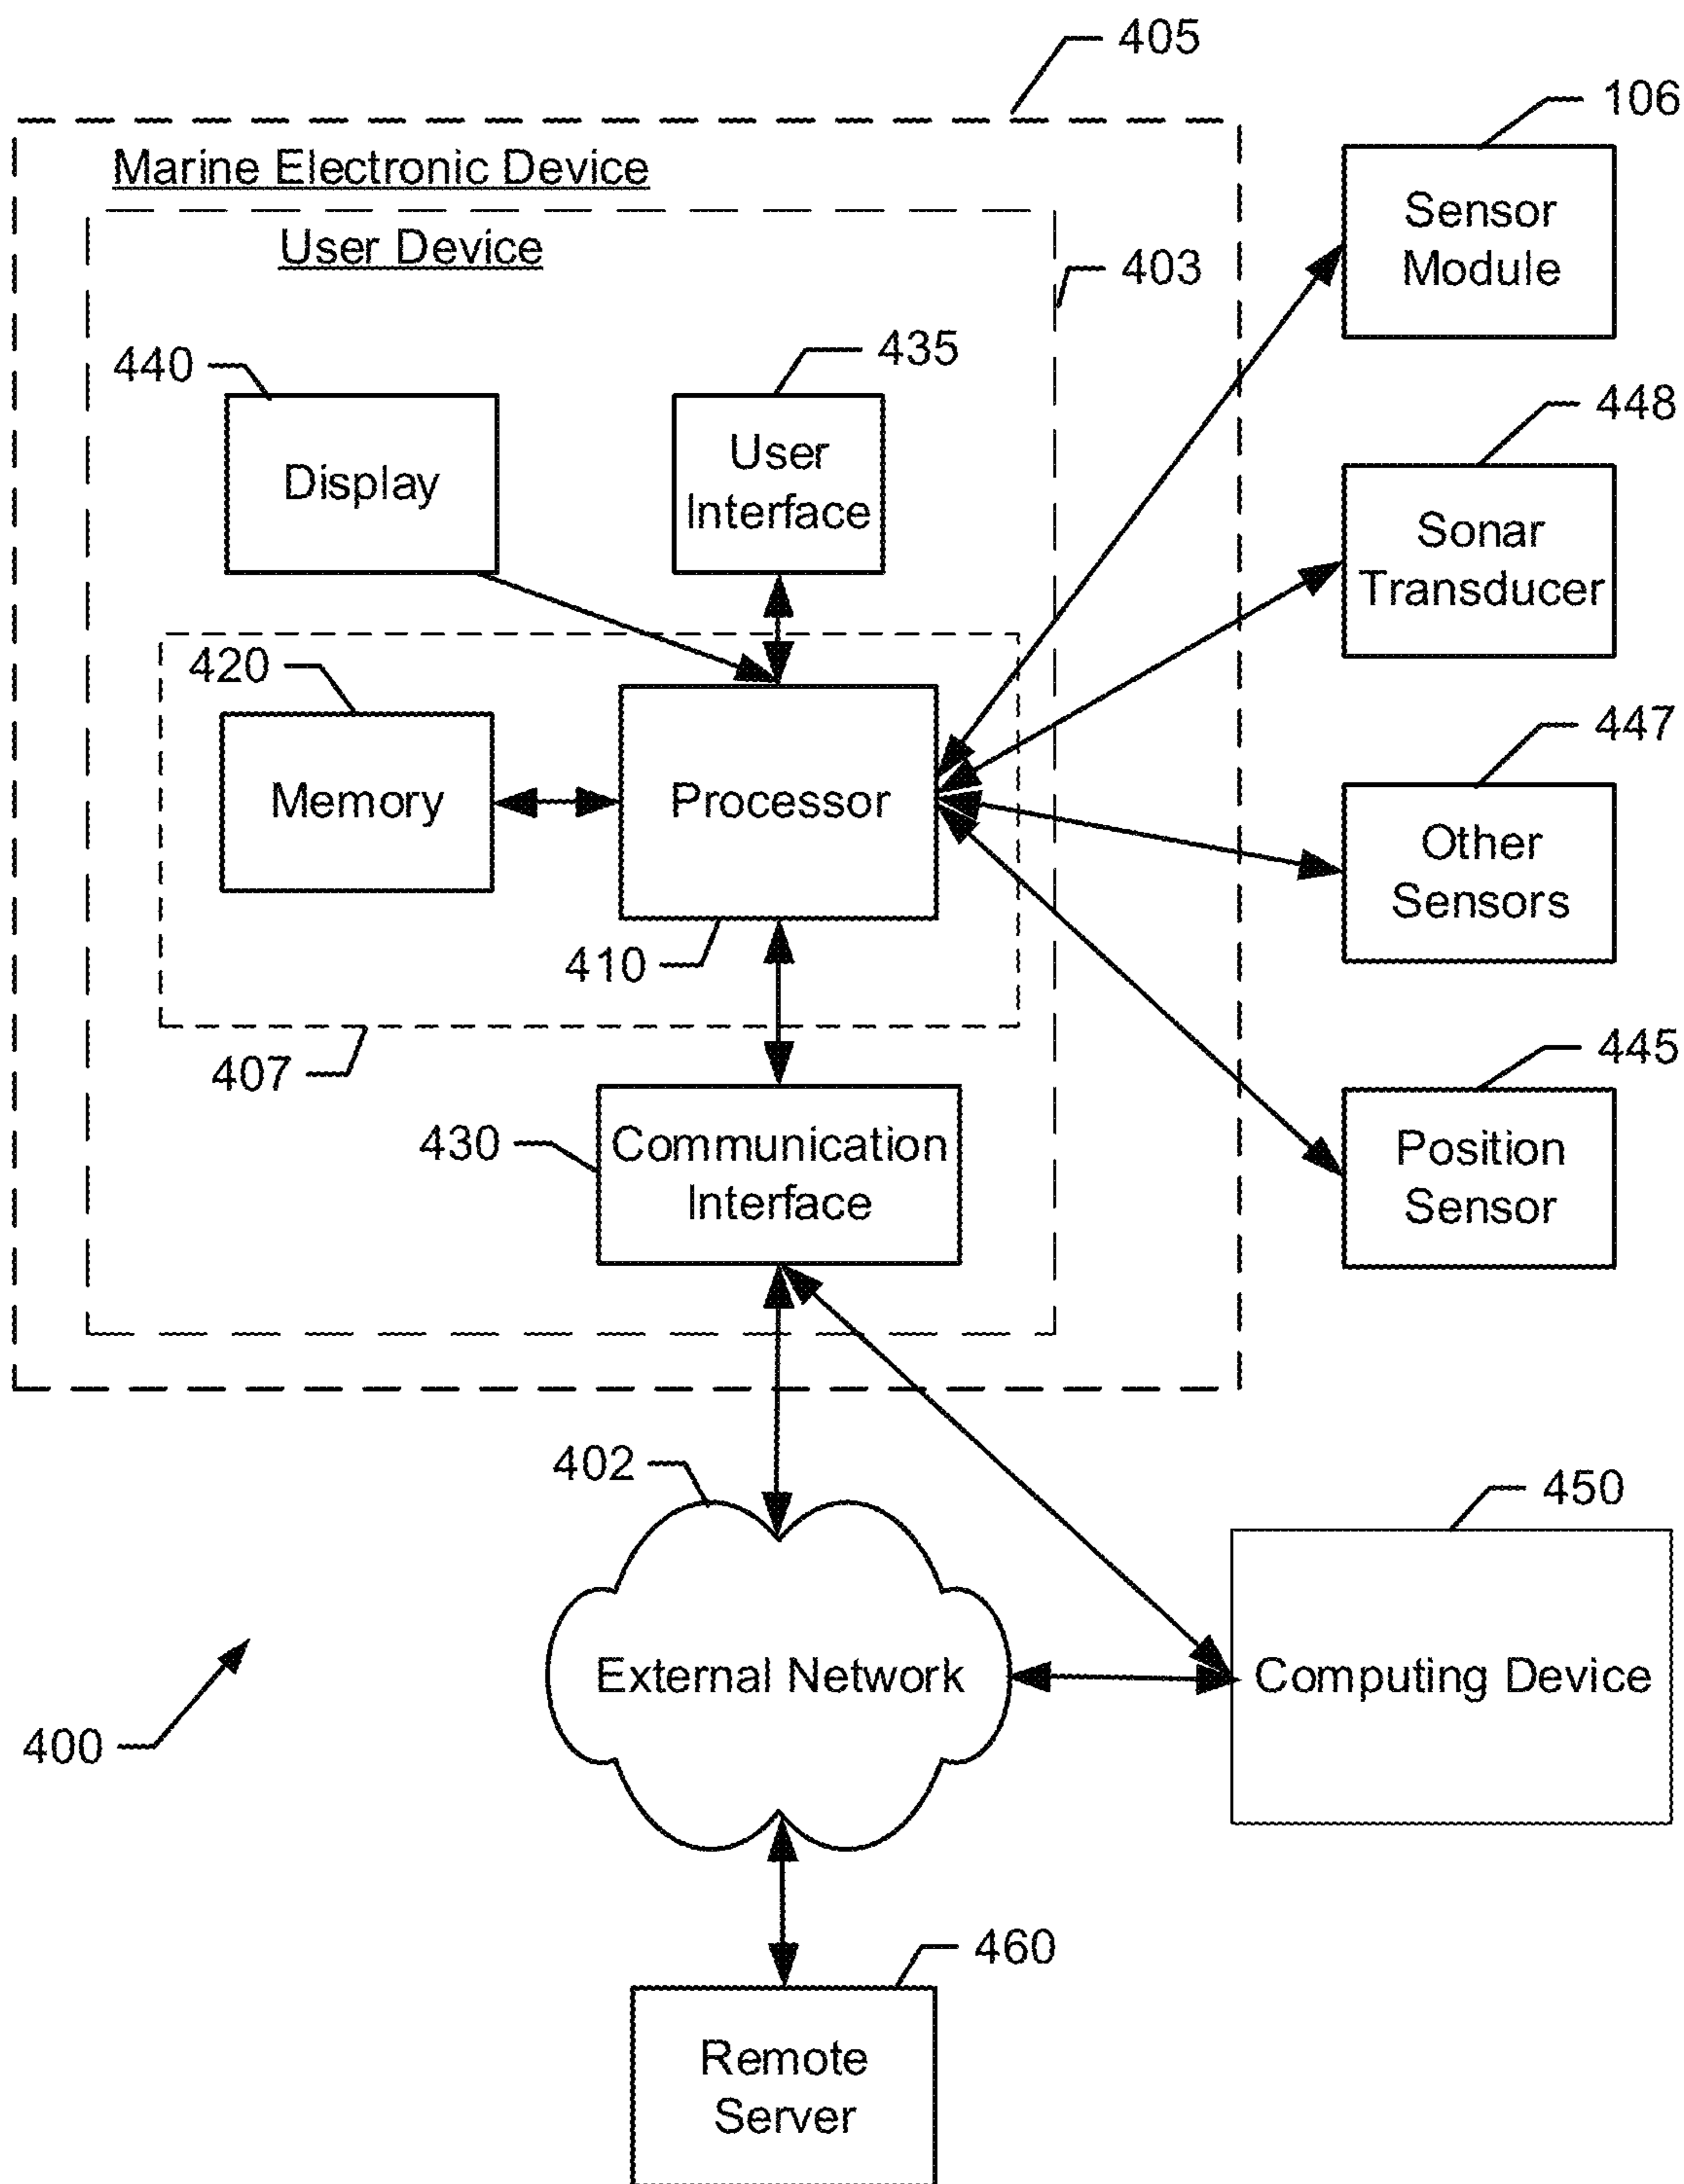 405
106
Marine Electronic Device
Sensor
Module
User Device
403
435
440
448
User
Interface
Display
Sonar
Transducer
420
447
Memory
Processor
Other
Sensors
410
407
445
430
Communication
Interface
Position
Sensor
402
450
External Network
Computing Device
400
460
Remote
Server